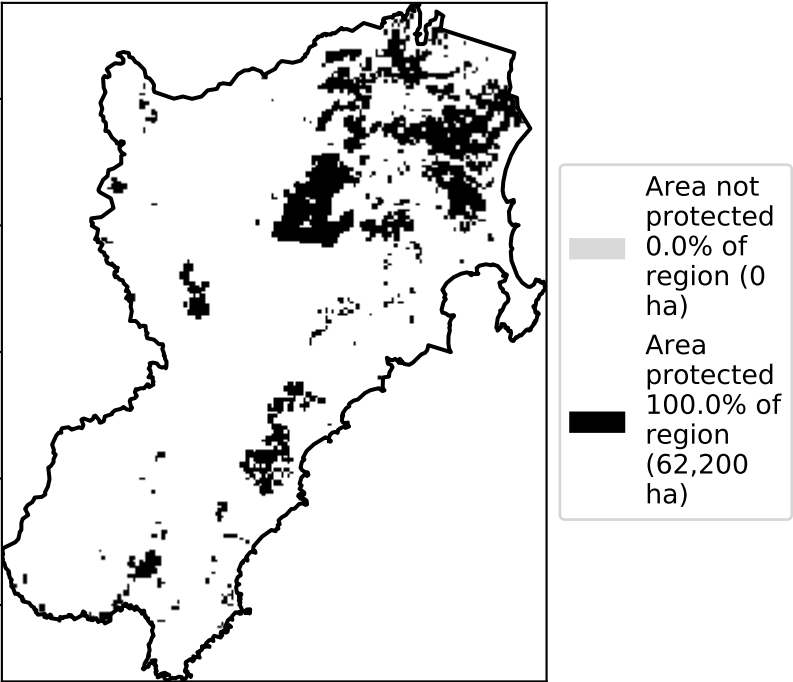 Area not
protected
0.0% of
region (0
ha)
Area
protected
100.0% of
region
(62,200
ha)